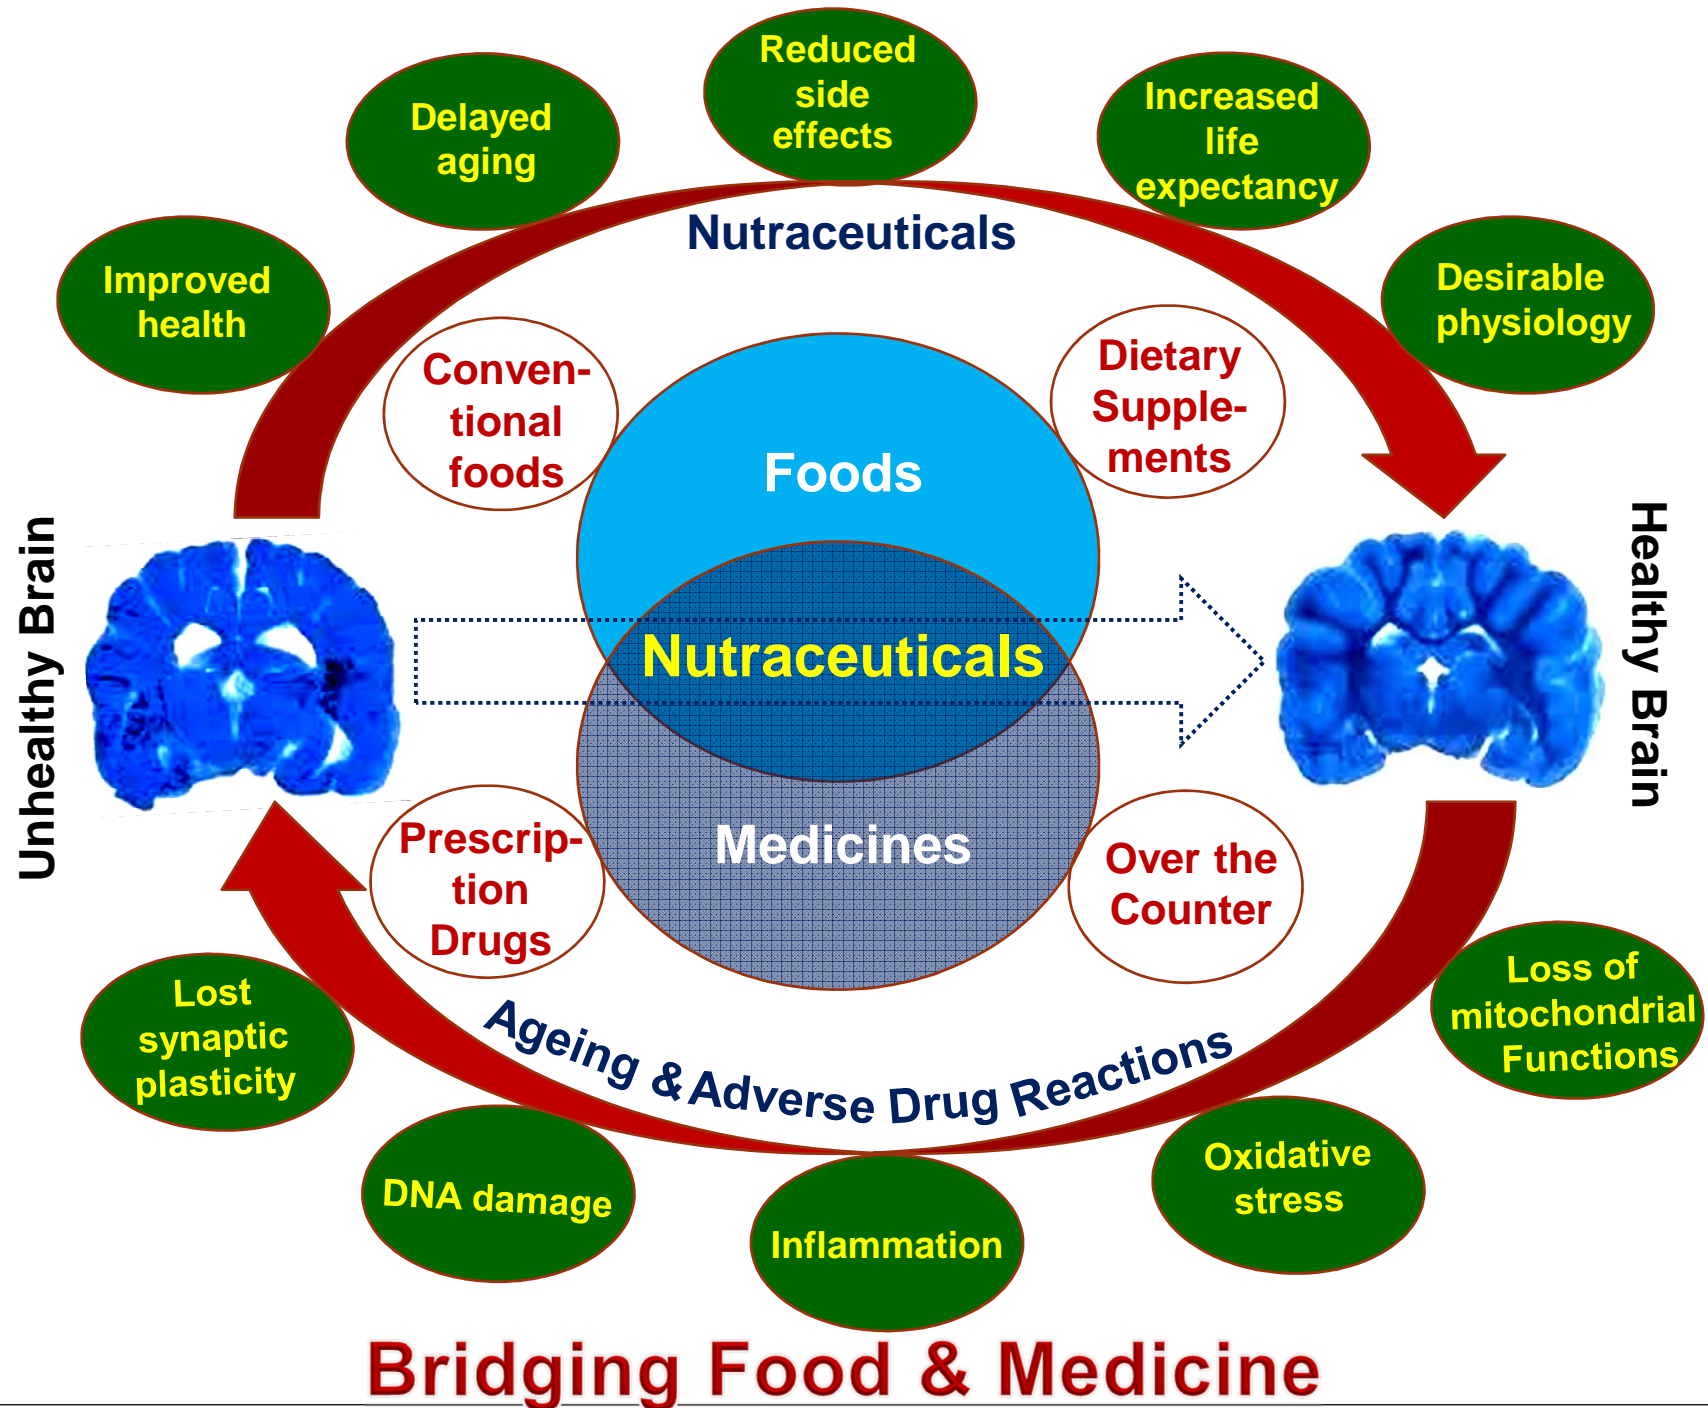 Reduced
side
effects
Delayed
aging
Increased
life
expectancy
Improved
health
Desirable
physiology
Nutraceuticals
Conven-
tional
foods
Dietary
Supple-
ments
Foods
Unhealthy Brain
Nutraceuticals
Healthy Brain
Medicines
Prescrip-
tion
Drugs
Over the
Counter
Ageing & Adverse Drug Reactions
Lost
synaptic
plasticity
Loss of
mitochondrial
Functions
DNA damage
Oxidative
stress
Inflammation
Bridging Food & Medicine